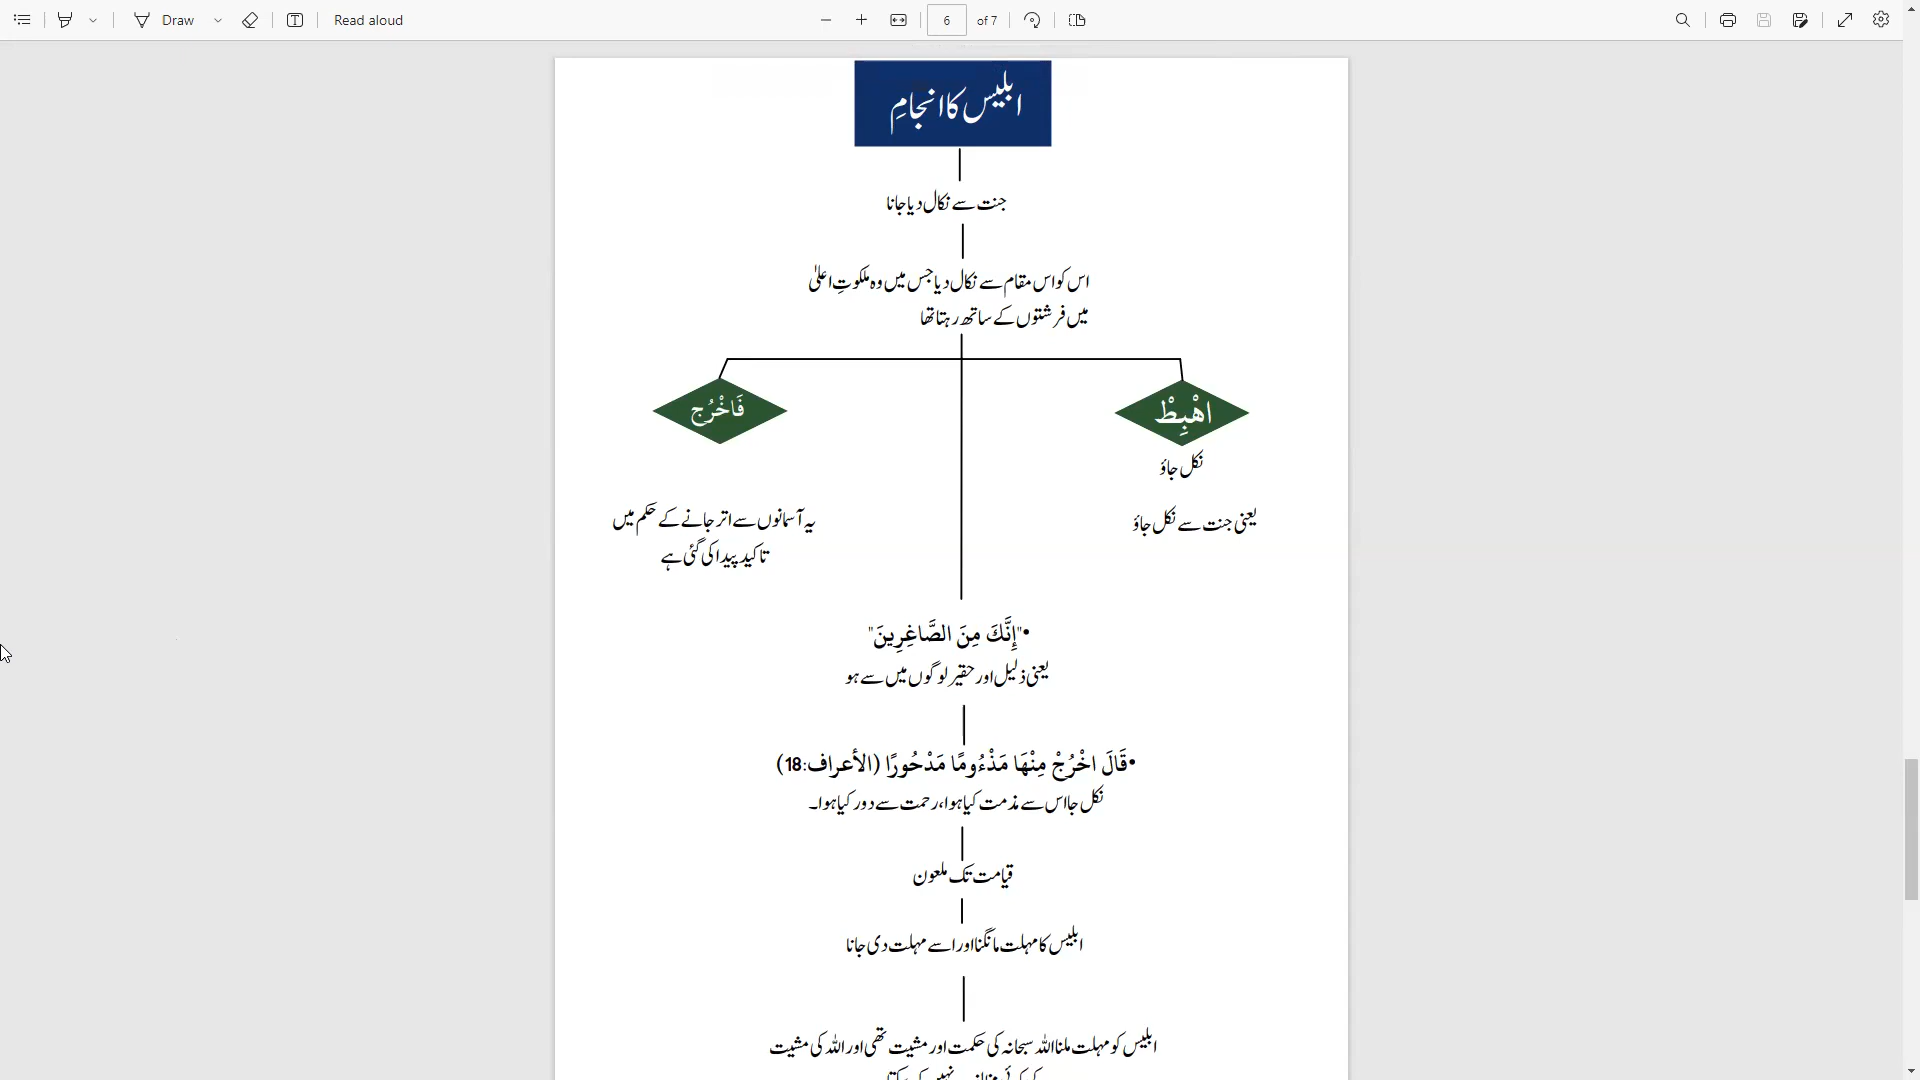 Draw
Read aloud
6
of 7
ابلیس کا انجامِ
جنت سے نکال دیا جانا
اس کو اس مقام سے نکال دیا جس میں وہ ملکوتِ اعلیٰ
میں فرشتوں کے ساتھ رہتا تھا
اهْبِطْ
نکل جاؤ
یعنی جنت سے نکل جاؤ
فَاخْرُج
یہ آسمانوں سے اتر جانے کے حکم میں
تاکید پیدا کی گئی ہے
•"إِنَّكَ مِنَ الصَّاغِرِينَ"
یعنی ذلیل اور حقیر لوگوں میں سے ہو
•قَالَ اخْرُجْ مِنْهَا مَذْءُومًا مَدْحُورًا (الأعراف:18)
نکل جا اس سے مذمت کیا ہوا، رحمت سے دور کیا ہوا۔
قیامت تک ملعون
ابلیس کا مہلت مانگنا اور اسے مہلت دی جانا
ابلیس کو مہلت ملنا اللہ سبحانہ کی حکمت اور مشیت تھی اور اللہ کی مشیت